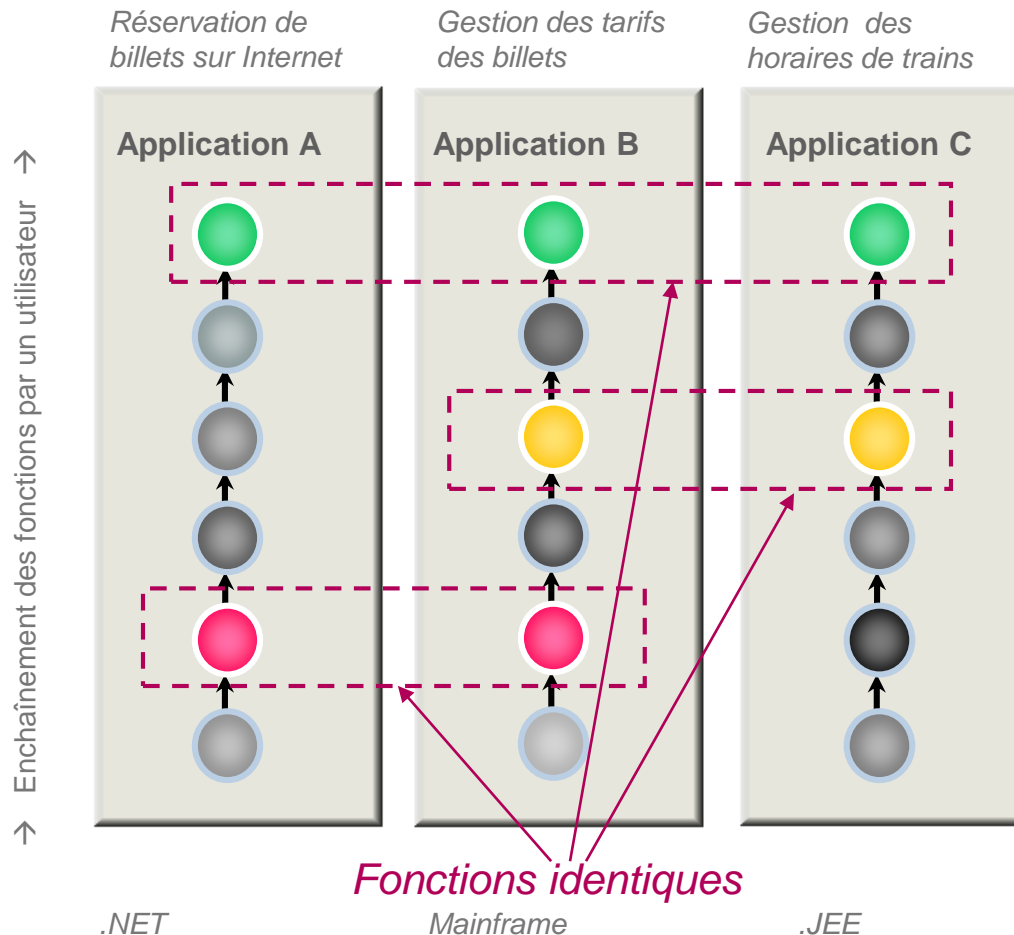 Réservation de
billets sur Internet
Gestion des tarifs
des billets
Gestion des
horaires de trains
Application A
Application B
Application C
→ Enchaînement des fonctions par un utilisateur →
Fonctions identiques
.NET
Mainframe
.JEE